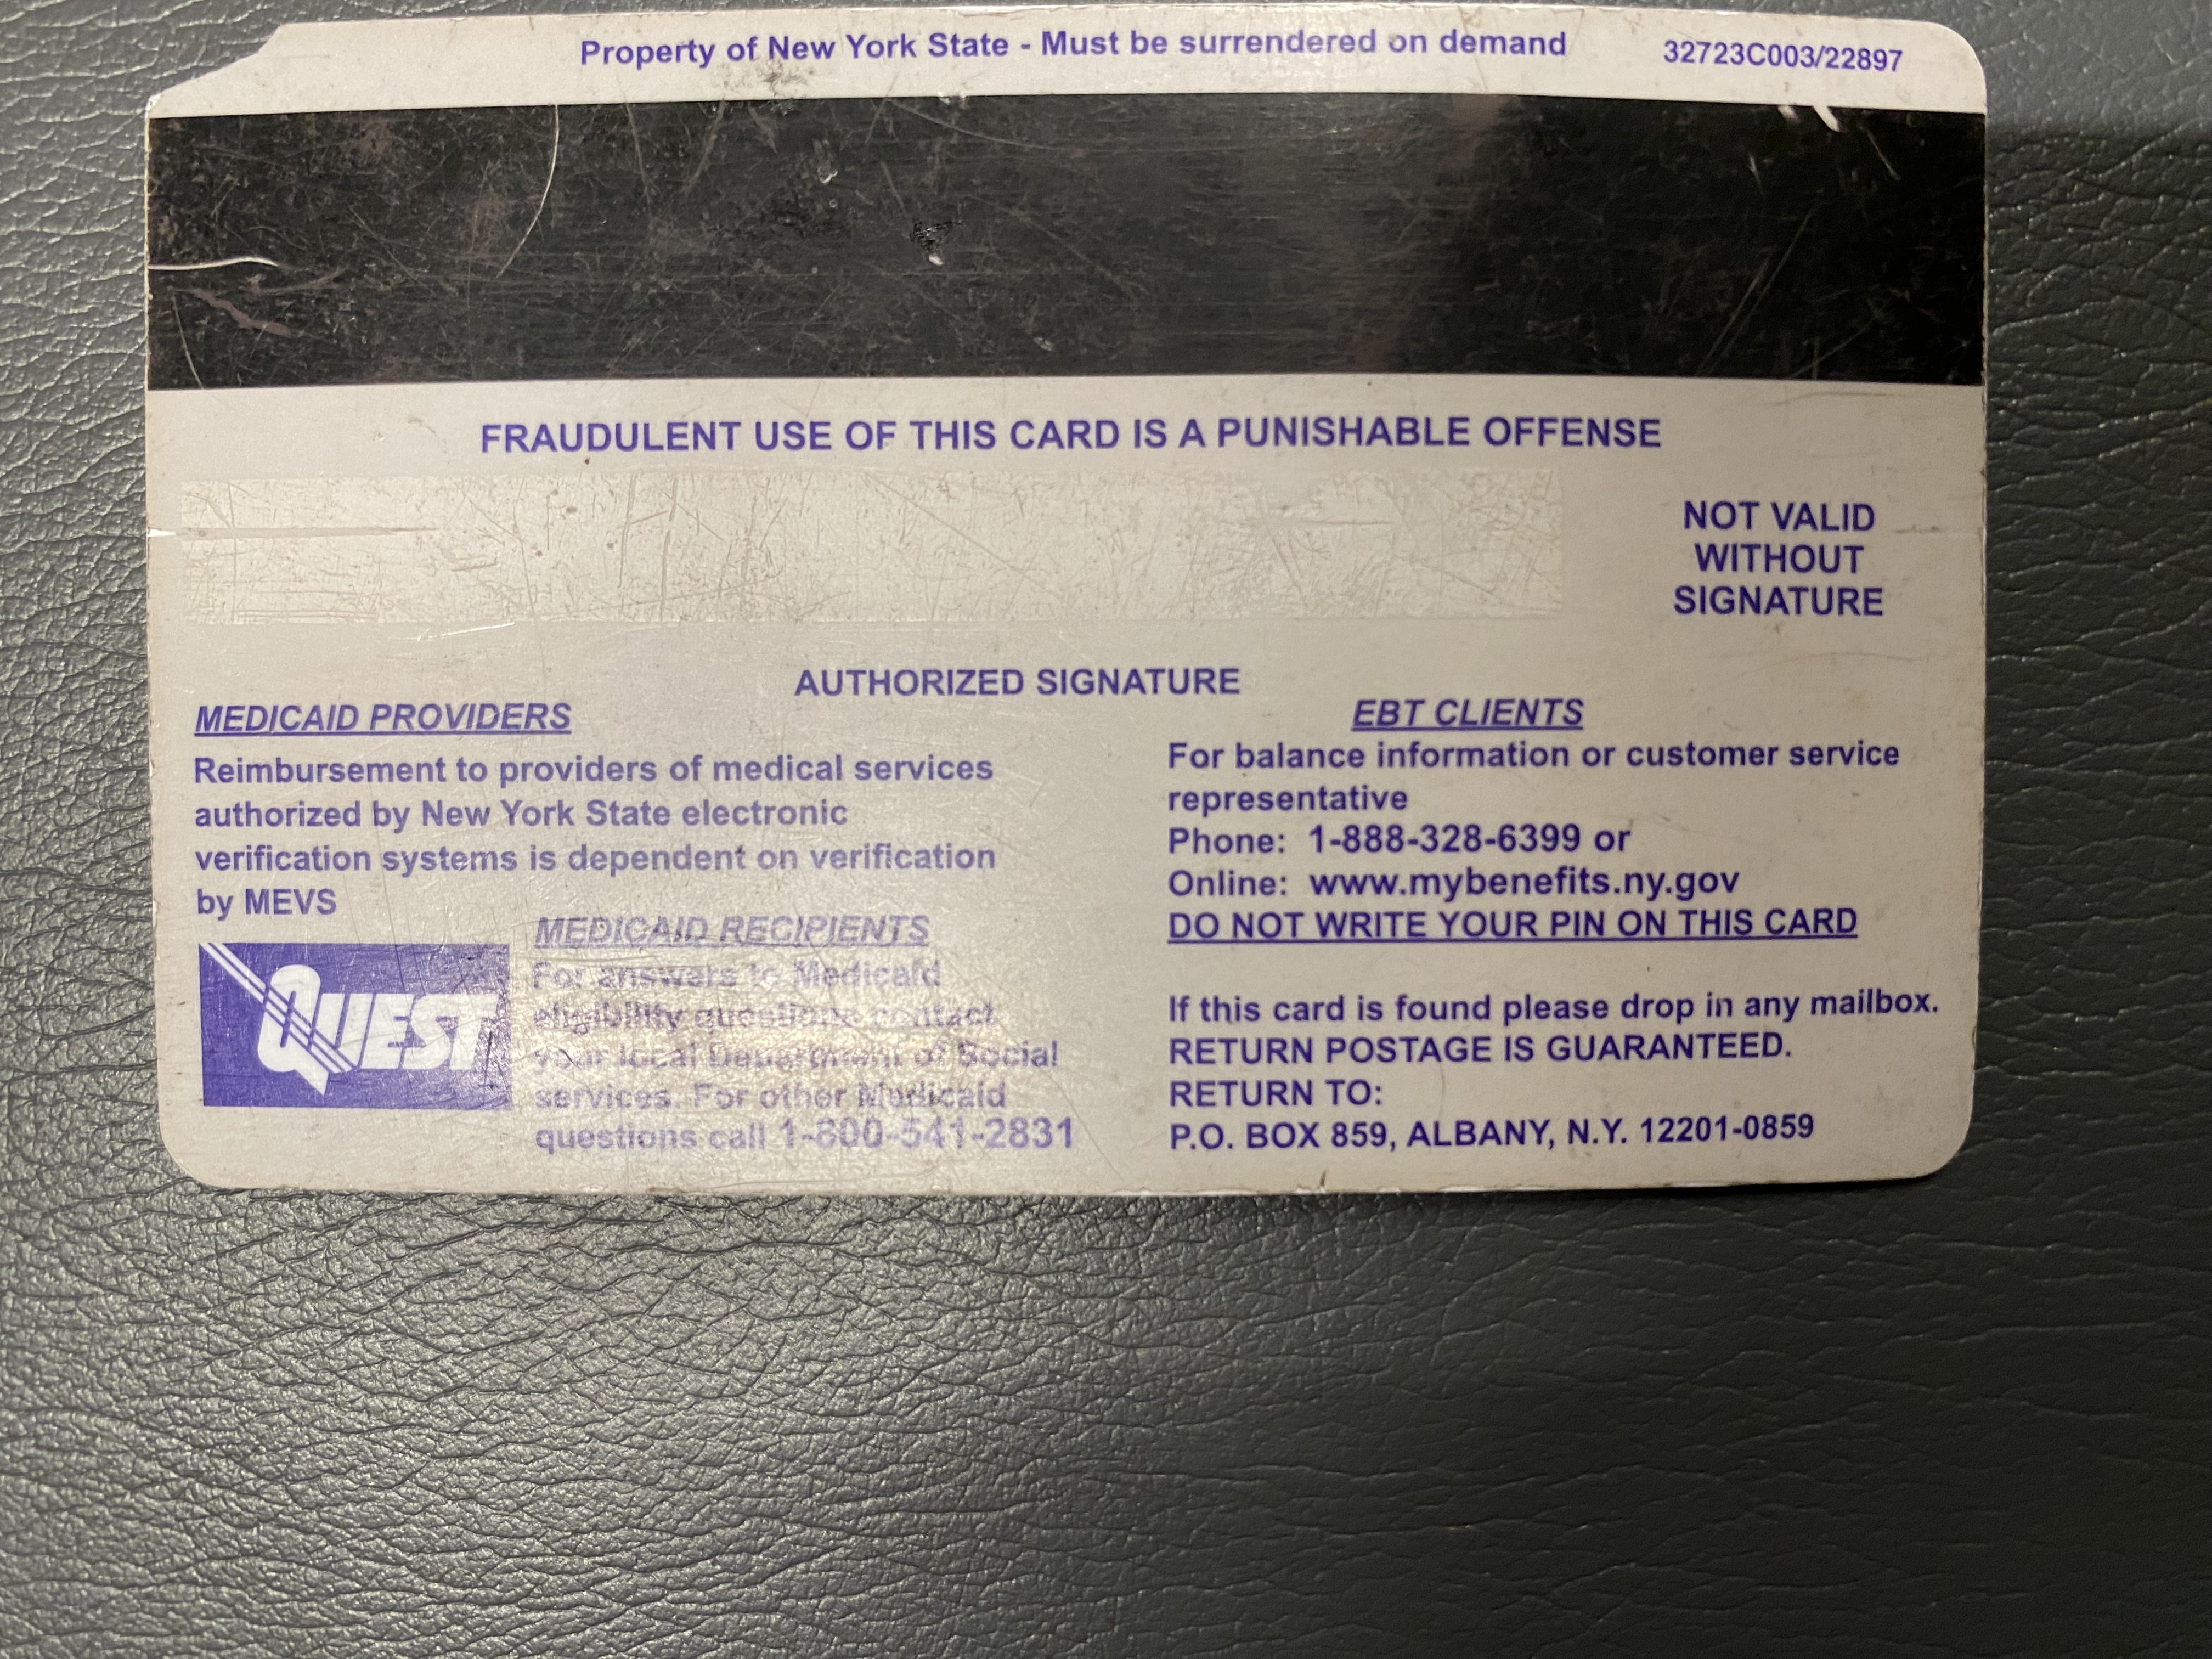 Property of New York State - Must be surrendered on demand 32723C003/22897
FRAUDULENT USE OF THIS CARD IS A PUNISHABLE OFFENSE
NOT VALID
WITHOUT
SIGNATURE
AUTHORIZED SIGNATURE
MEDICAID PROVIDERS
Reimbursement to providers of medical services
authorized by New York State electronic
verification systems is dependent on verification
by MEVS
QUEST
MEDICAID RECIPIENTS
For answers to Medicaid
eligibility questions contact
your local Department of Social
services. For other Medicaid
questions call 1-800-541-2831
EBT CLIENTS
For balance information or customer service
representative
Phone: 1-888-328-6399 or
Online: www.mybenefits.ny.gov
DO NOT WRITE YOUR PIN ON THIS CARD
If this card is found please drop in any mailbox.
RETURN POSTAGE IS GUARANTEED.
RETURN TO:
P.O. BOX 859, ALBANY, N.Y. 12201-0859